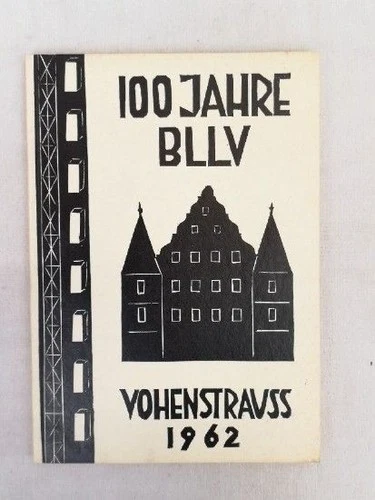 100 JAHRE
BLLV
VOHENSTRAUSS
1962